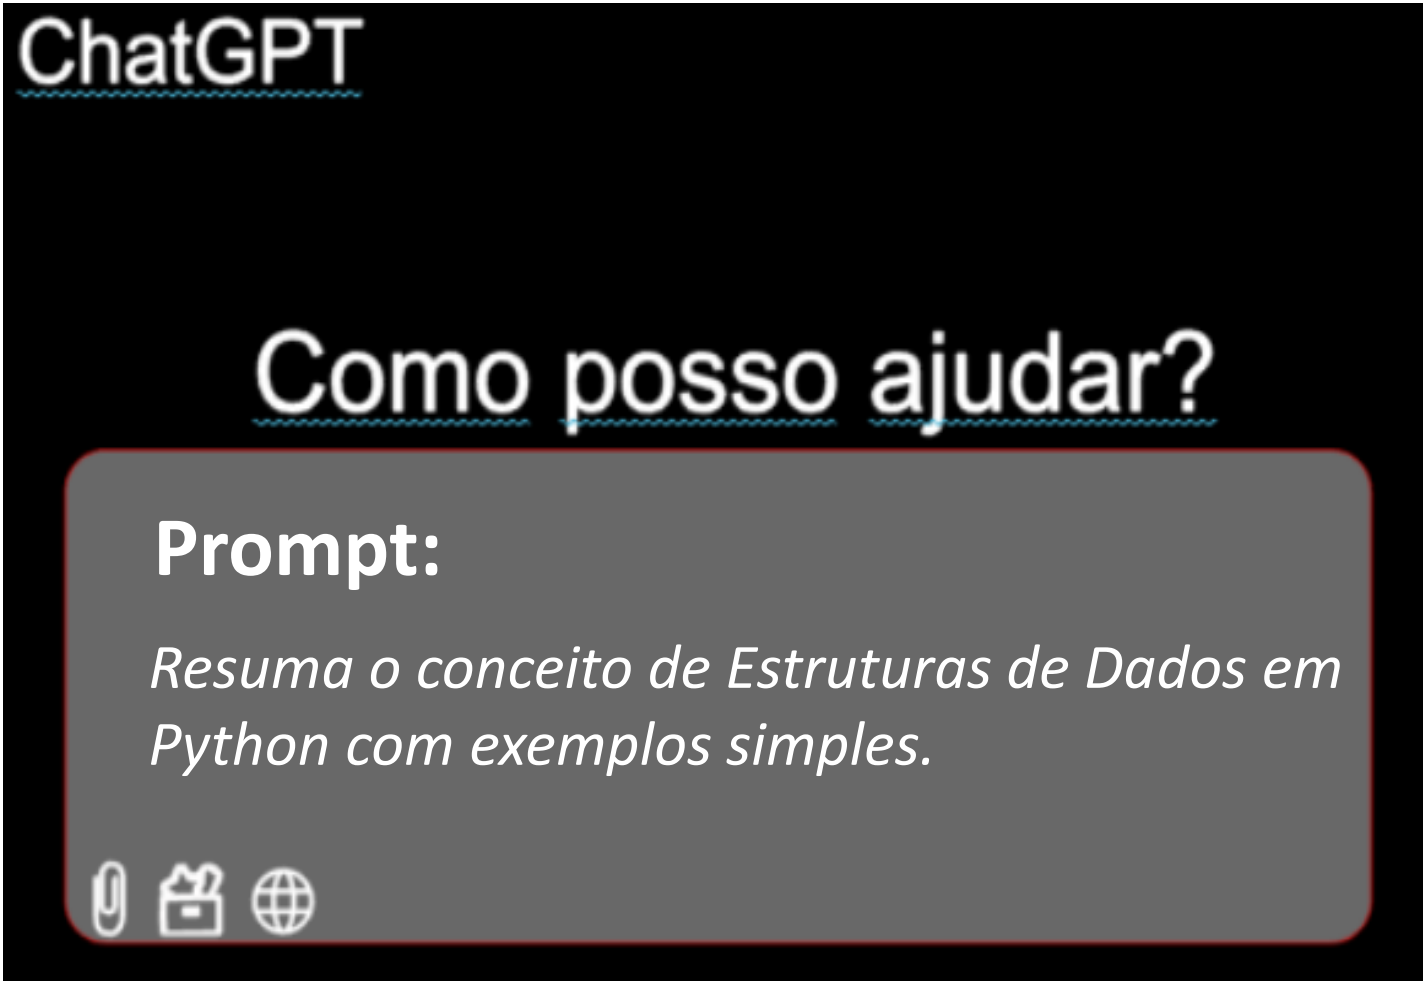 ChatGPT
Como posso ajudar?
Prompt:
Resuma o conceito de Estruturas de Dados em
Python com exemplos simples.